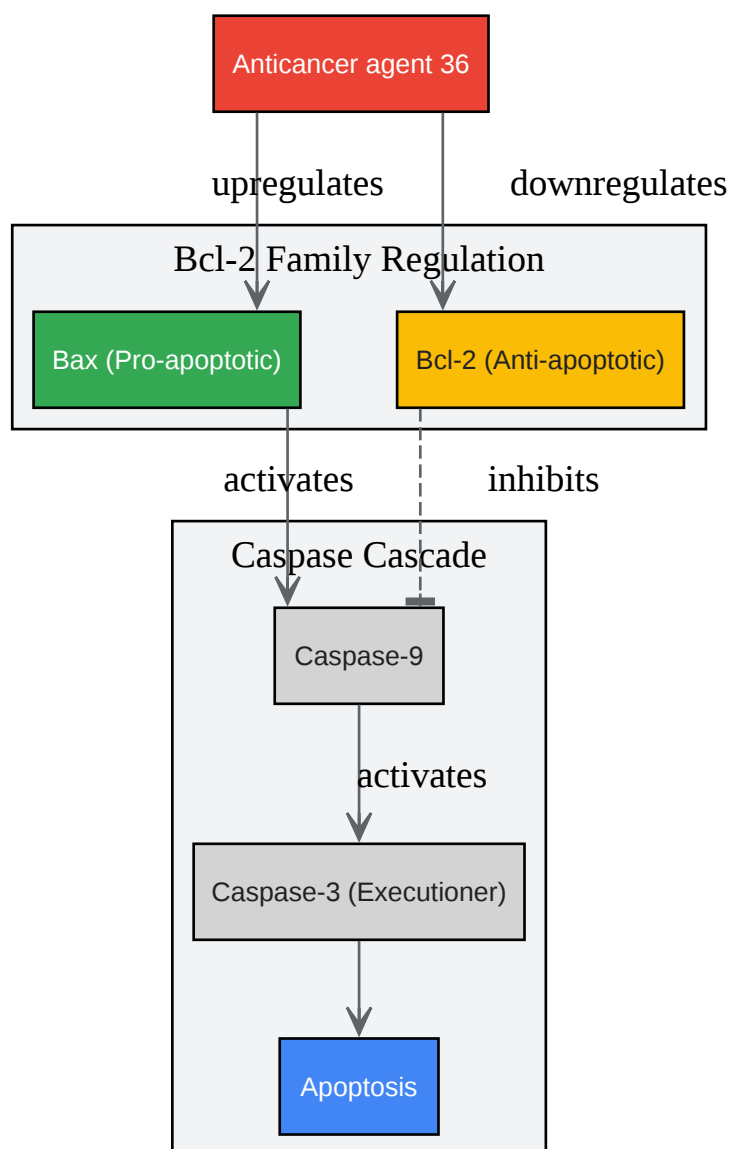 Anticancer agent 36
upregulates
downregulates
Bcl-2 Family Regulation
Bax (Pro-apoptotic)
Bcl-2 (Anti-apoptotic)
activates
inhibits
Caspase Cascade
Caspase-9
activates
Caspase-3 (Executioner)
Apoptosis